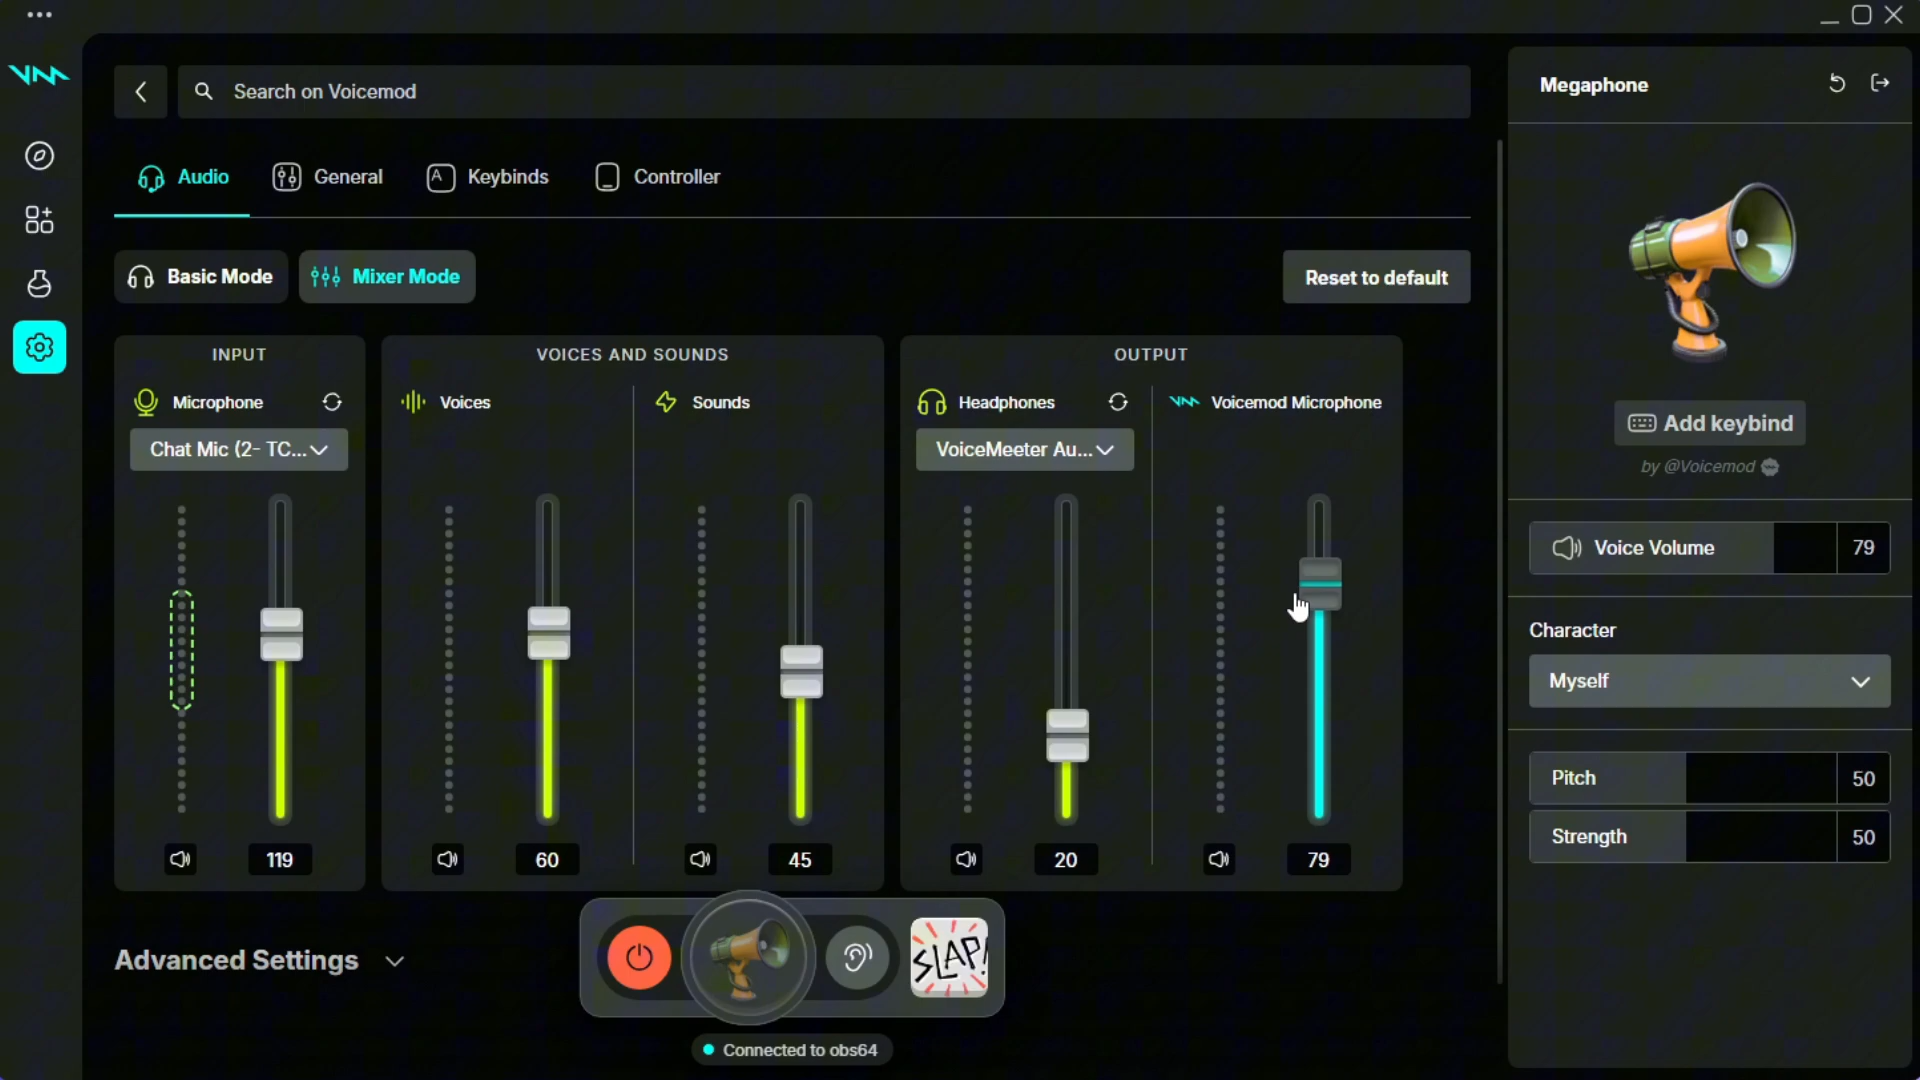 Search on Voicemod
Audio
General
A
Keybinds
Controller
Basic Mode
Mixer Mode
Reset to default
INPUT
Microphone
Chat Mic (2- TC...
119
VOICES AND SOUNDS
Voices
Sounds
60
45
OUTPUT
Headphones
Voicemod Microphone
VoiceMeeter Au...
20
79
Advanced Settings
SLAP!
Connected to obs64
Megaphone
Add keybind
by @Voicemod
Voice Volume
79
Character
Myself
Pitch
50
Strength
50